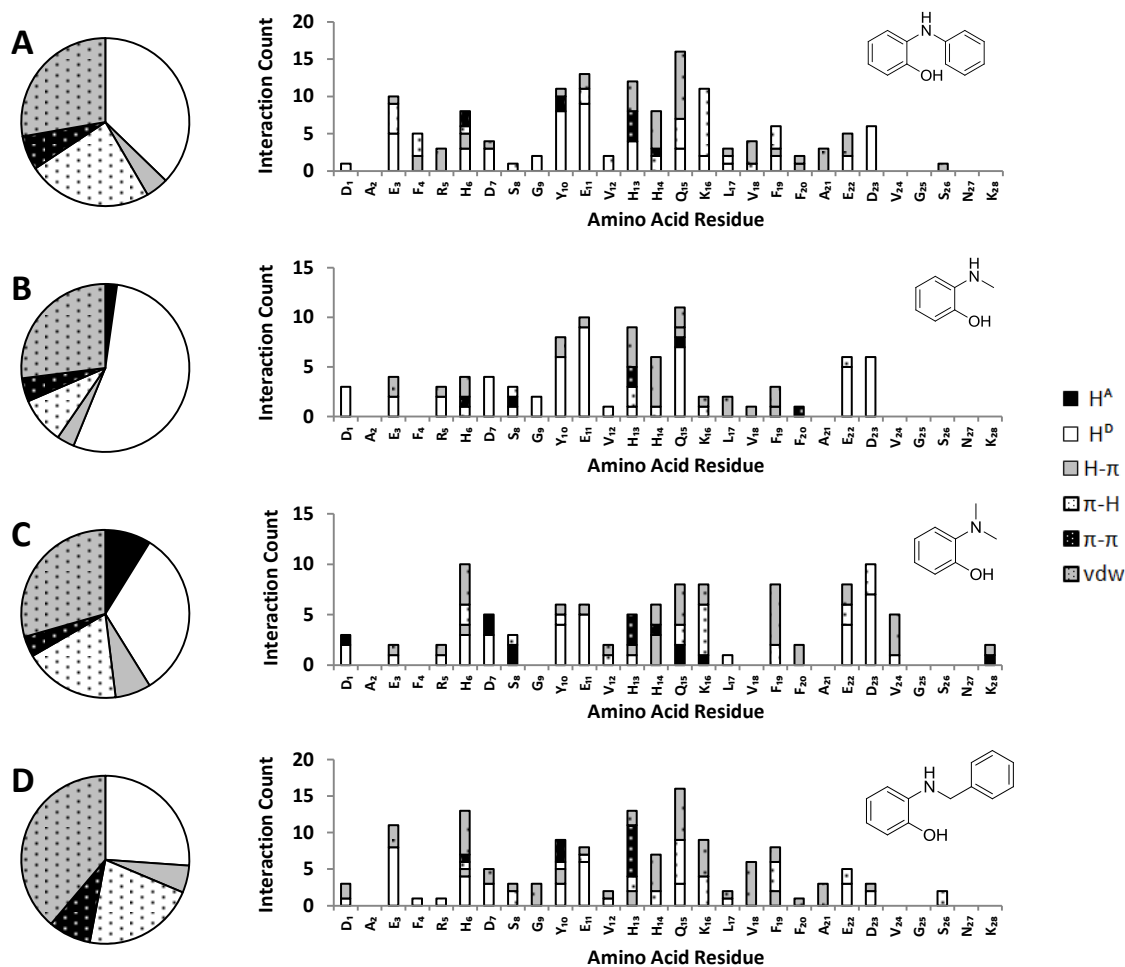 A
20
15
10
5
0
Interaction Count
D1 A2 E3 F4 R5 H6 D7 S8 G9 Y10 E11 V12 H13 H14 Q15 K16 L17 V18 F19 F20 A21 E22 D23 V24 G25 S26 N27 K28
Amino Acid Residue
H
N
OH
B
15
10
5
0
Interaction Count
D1 A2 E3 F4 R5 H6 D7 S8 G9 Y10 E11 V12 H13 H14 Q15 K16 L17 V18 F19 F20 A21 E22 D23 V24 G25 S26 N27 K28
Amino Acid Residue
H
N
OH
Hᴬ
Hᴰ
H-π
π-H
π-π
vdw
C
15
10
5
0
Interaction Count
D1 A2 E3 F4 R5 H6 D7 S8 G9 Y10 E11 V12 H13 H14 Q15 K16 L17 V18 F19 F20 A21 E22 D23 V24 G25 S26 N27 K28
Amino Acid Residue
N
OH
D
20
15
10
5
0
Interaction Count
D1 A2 E3 F4 R5 H6 D7 S8 G9 Y10 E11 V12 H13 H14 Q15 K16 L17 V18 F19 F20 A21 E22 D23 V24 G25 S26 N27 K28
Amino Acid Residue
H
N
OH